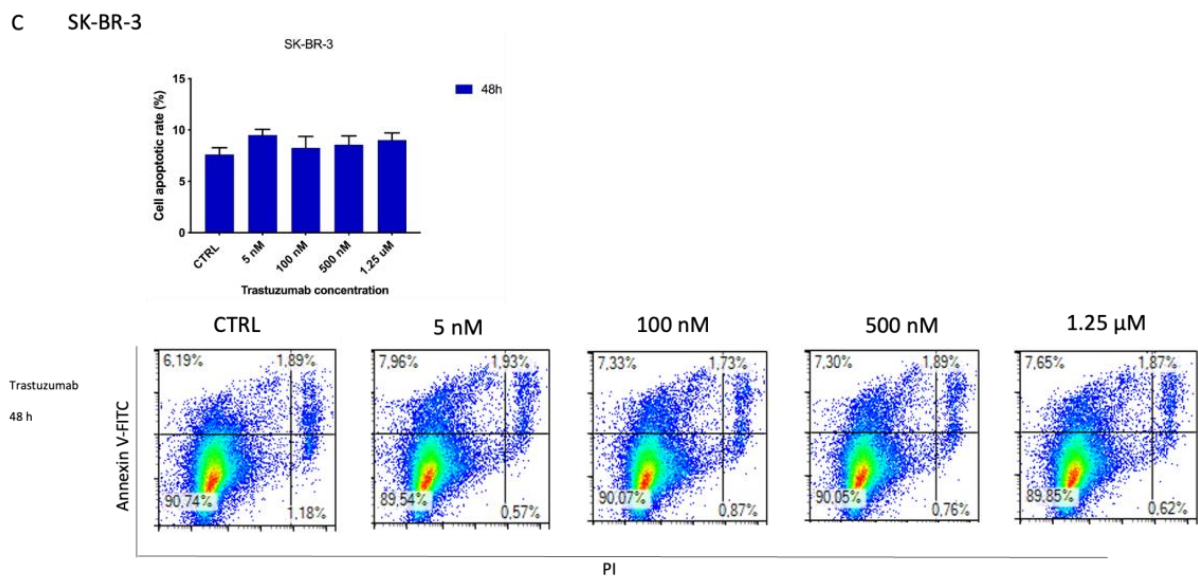 C SK-BR-3
SK-BR-3
48h
Cell apoptotic rate (%)
15
10
5
0
CTRL
5 nM
100 nM
500 nM
1.25 uM
Trastuzumab concentration
CTRL 5 nM 100 nM 500 nM 1.25 µM
Trastuzumab
48 h
Annexin V-FITC
6,19% 1,89%
90,74% 1,18%
7,96% 1,93%
89,54% 0,57%
7,33% 1,73%
90,07% 0,87%
7,30% 1,89%
90,05% 0,76%
7,65% 1,87%
89,85% 0,62%
PI